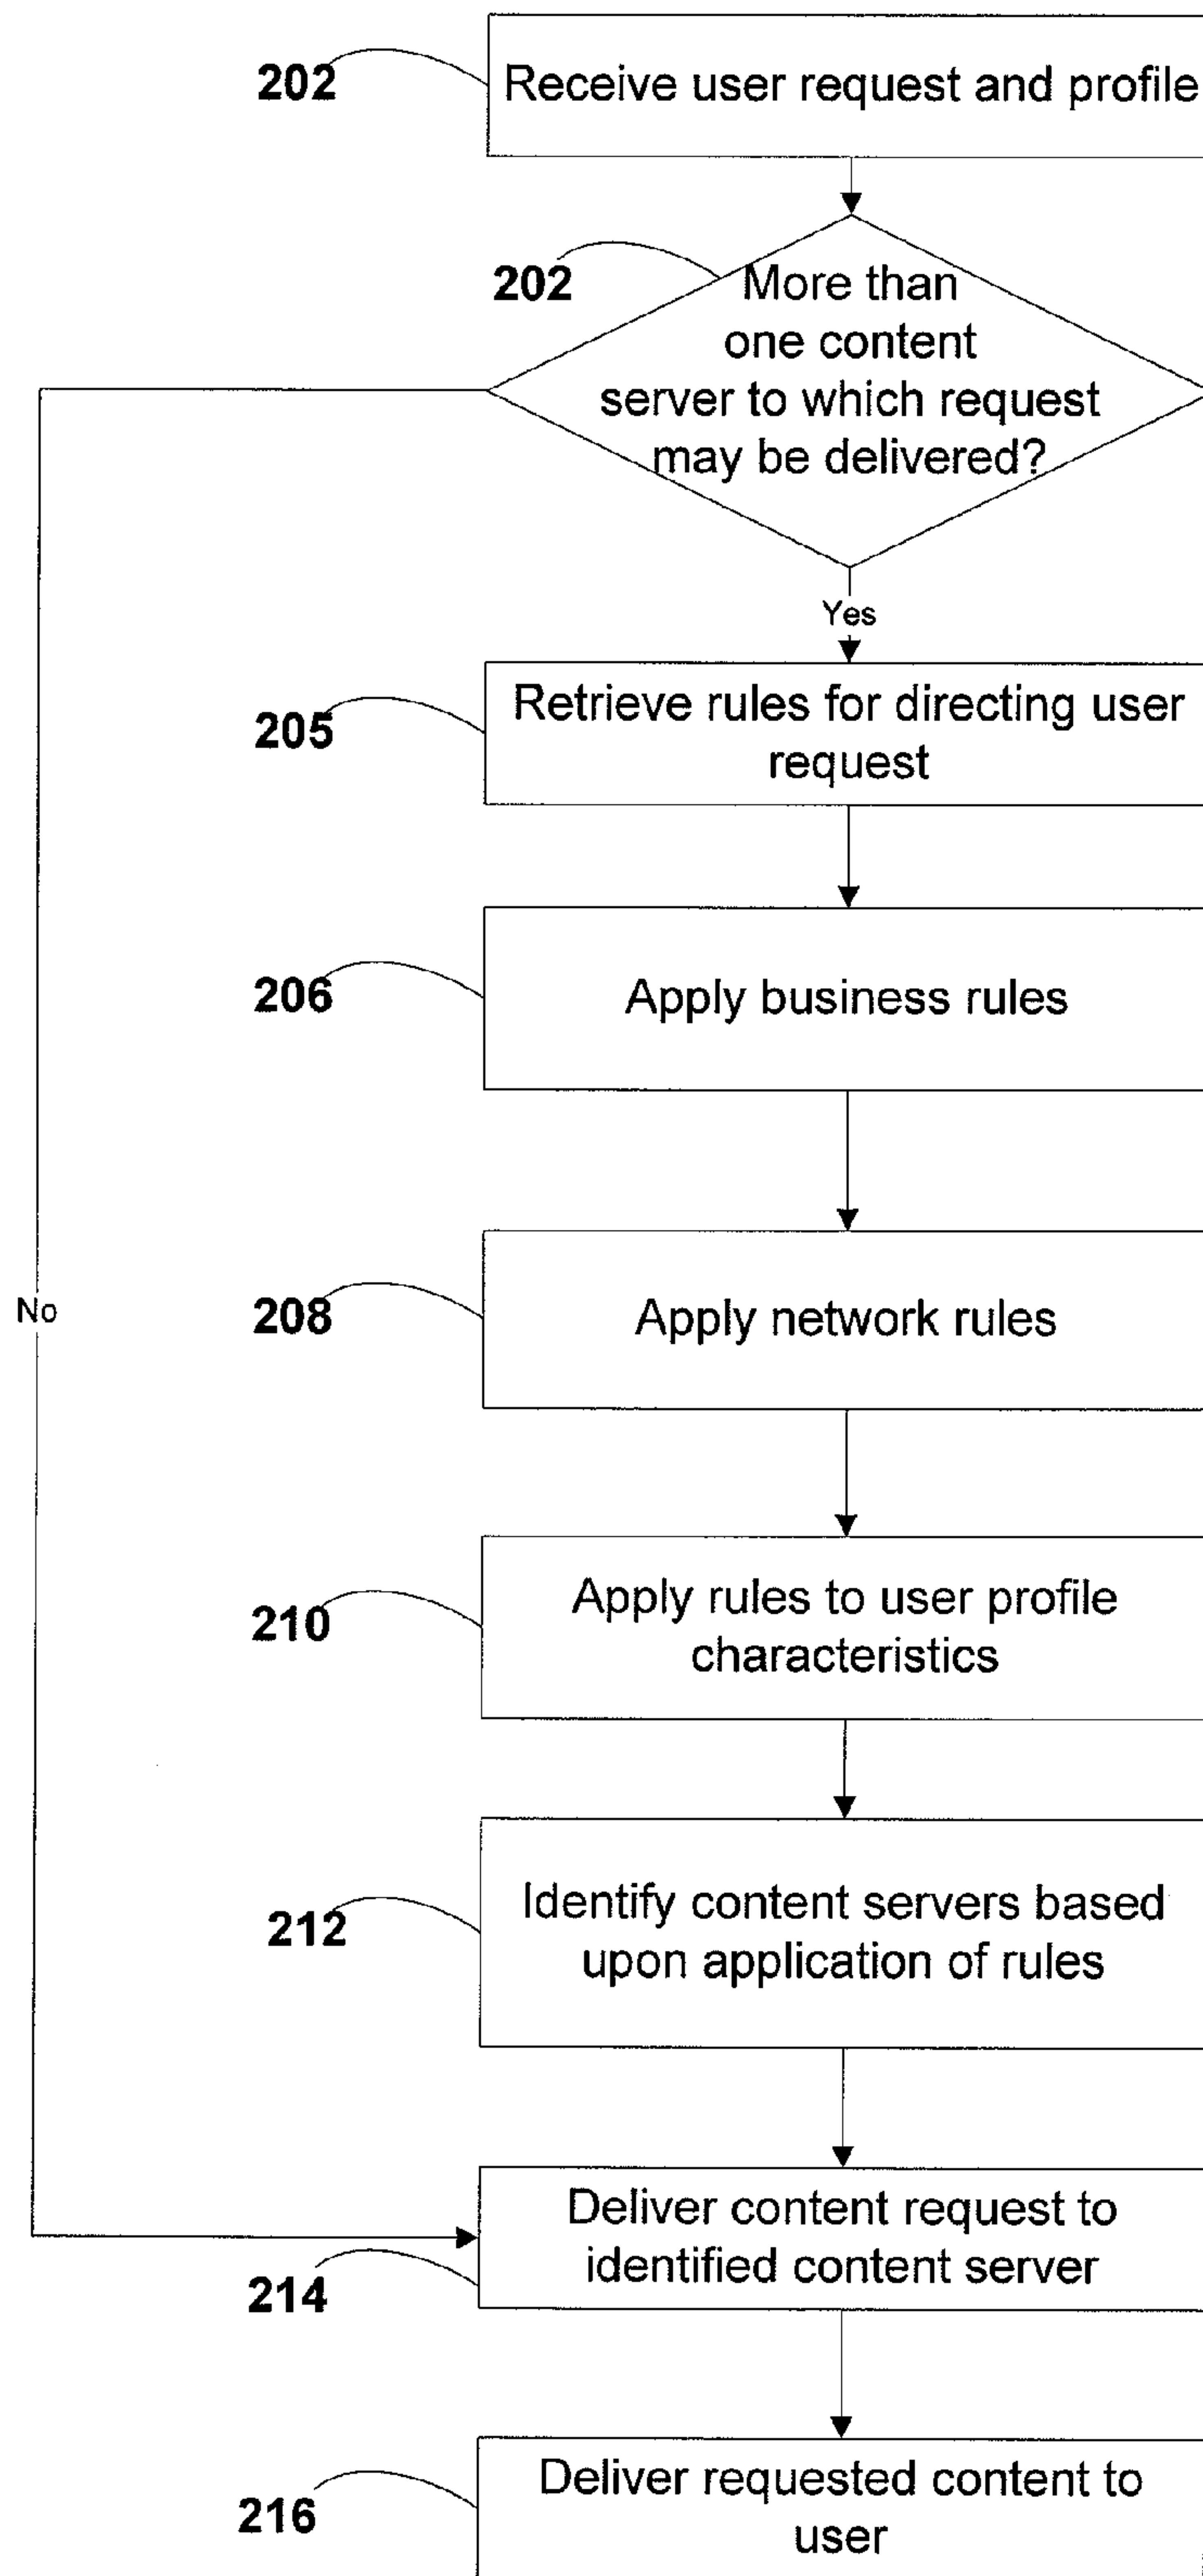 202
Receive user request and profile
202
More than
one content
server to which request
may be delivered?
Yes
205
Retrieve rules for directing user
request
206
Apply business rules
No
208
Apply network rules
210
Apply rules to user profile
characteristics
212
Identify content servers based
upon application of rules
214
Deliver content request to
identified content server
216
Deliver requested content to
user